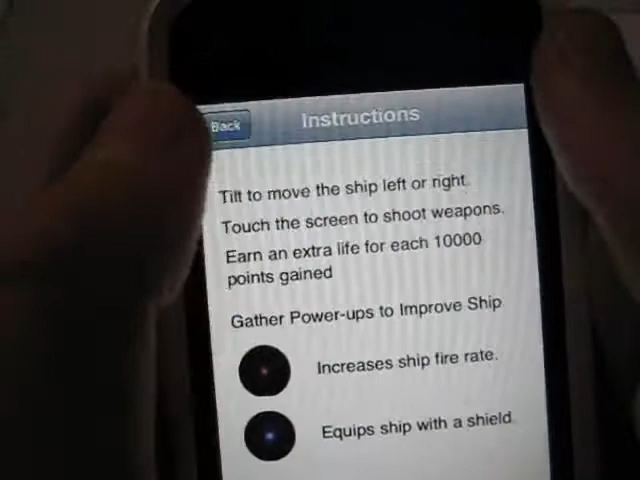 Back
Instructions
Tilt to move the ship left or right.
Touch the screen to shoot weapons.
Earn an extra life for each 10000
points gained
Gather Power-ups to Improve Ship
Increases ship fire rate.
Equips ship with a shield